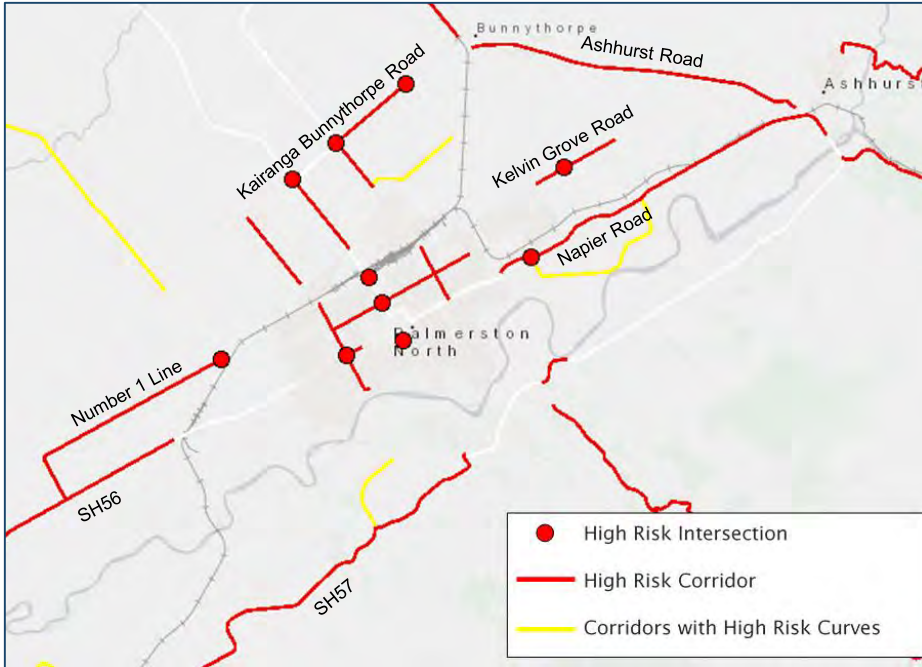 Bunnythorpe
Ashhurst Road
Ashhurst
Kairanga Bunnythorpe Road
Kelvin Grove Road
Napier Road
Palmerston
North
Number 1 Line
SH56
SH57
High Risk Intersection
High Risk Corridor
Corridors with High Risk Curves